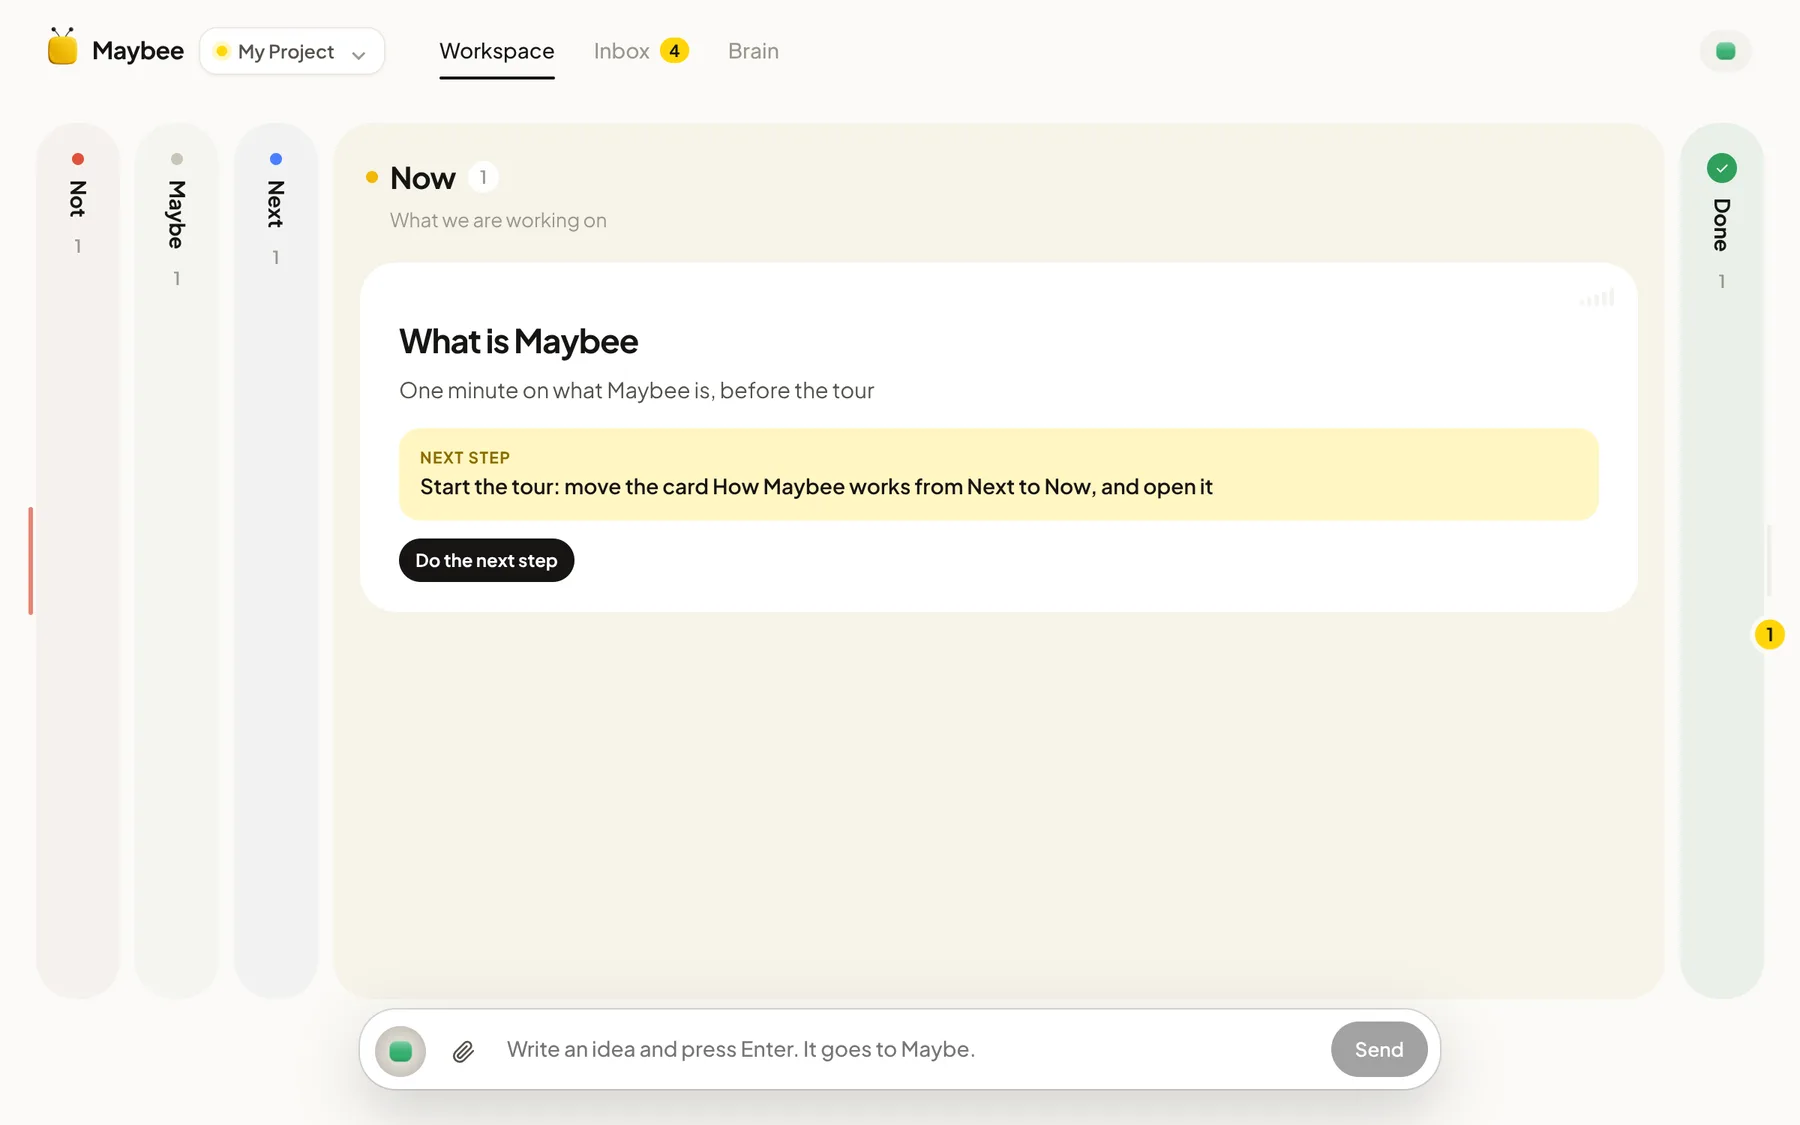 Maybee
My Project
Workspace
Inbox 4
Brain
Not
1
Maybe
1
Next
1
Now 1
What we are working on
What is Maybee
One minute on what Maybee is, before the tour
NEXT STEP
Start the tour: move the card How Maybee works from Next to Now, and open it
Do the next step
Done
1
1
Write an idea and press Enter. It goes to Maybe.
Send